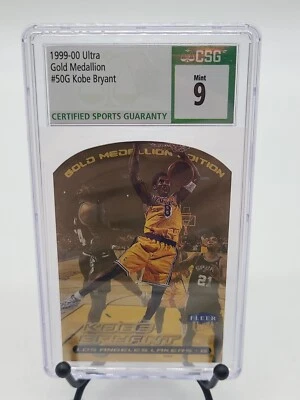 1999-00 Ultra
Gold Medallion
#50G Kobe Bryant
CERTIFIED SPORTS GUARANTY
CSG
Mint
9
GOLD MEDALLION EDITION
8
21
FLEER
KOBE
BRYANT
LOS ANGELES LAKERS